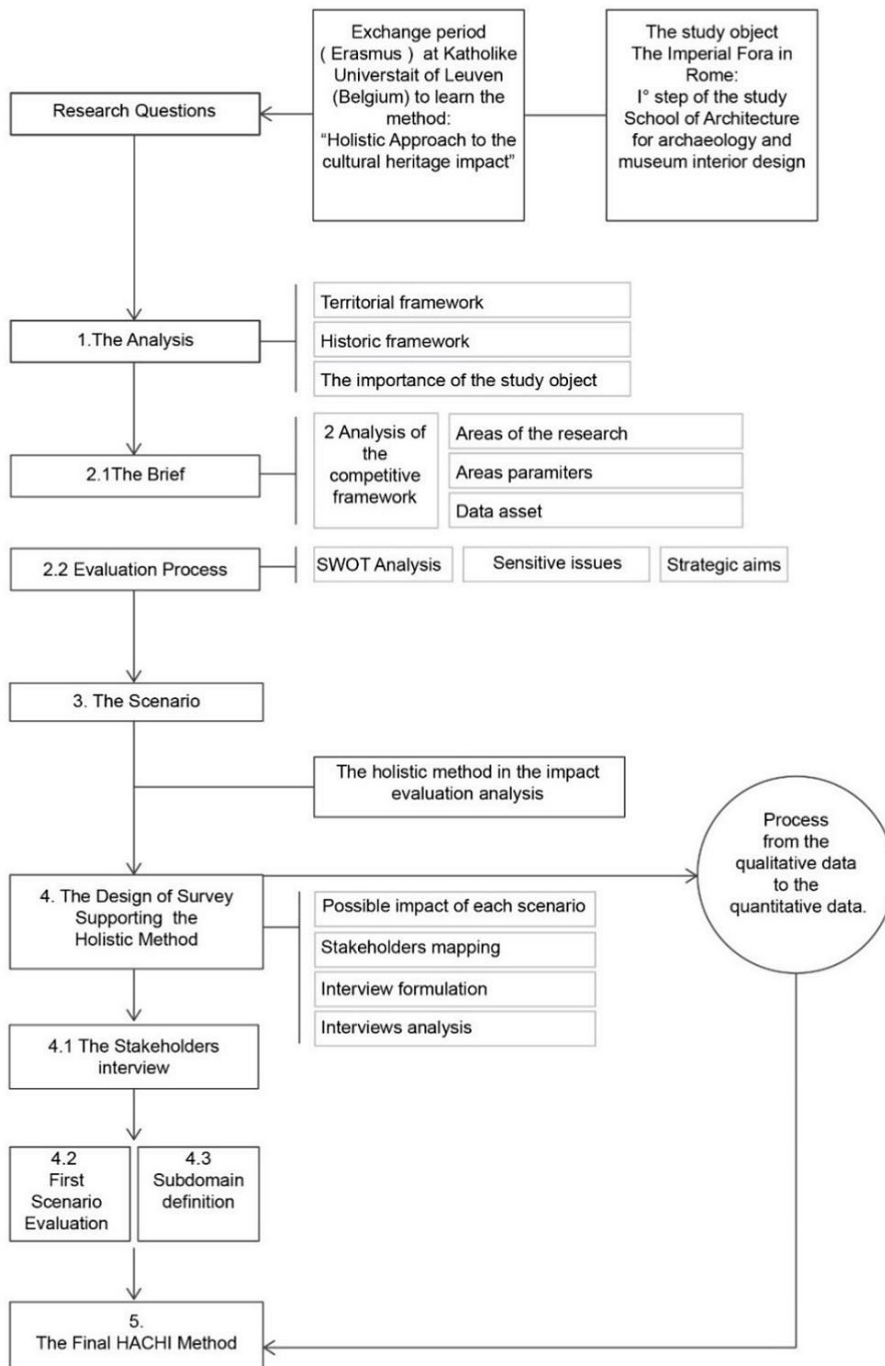 Exchange period
( Erasmus ) at Katholike
Universtait of Leuven
(Belgium) to learn the
method:
“Holistic Approach to the
cultural heritage impact”
The study object
The Imperial Fora in
Rome:
I° step of the study
School of Architecture
for archaeology and
museum interior design
Research Questions
1.The Analysis
Territorial framework
Historic framework
The importance of the study object
2.1The Brief
2 Analysis of
the
competitive
framework
Areas of the research
Areas paramiters
Data asset
2.2 Evaluation Process
SWOT Analysis
Sensitive issues
Strategic aims
3. The Scenario
The holistic method in the impact
evaluation analysis
Process
from the
qualitative data
to the
quantitative data.
4. The Design of Survey
Supporting the
Holistic Method
Possible impact of each scenario
Stakeholders mapping
Interview formulation
Interviews analysis
4.1 The Stakeholders
interview
4.2
First
Scenario
Evaluation
4.3
Subdomain
definition
5.
The Final HACHI Method